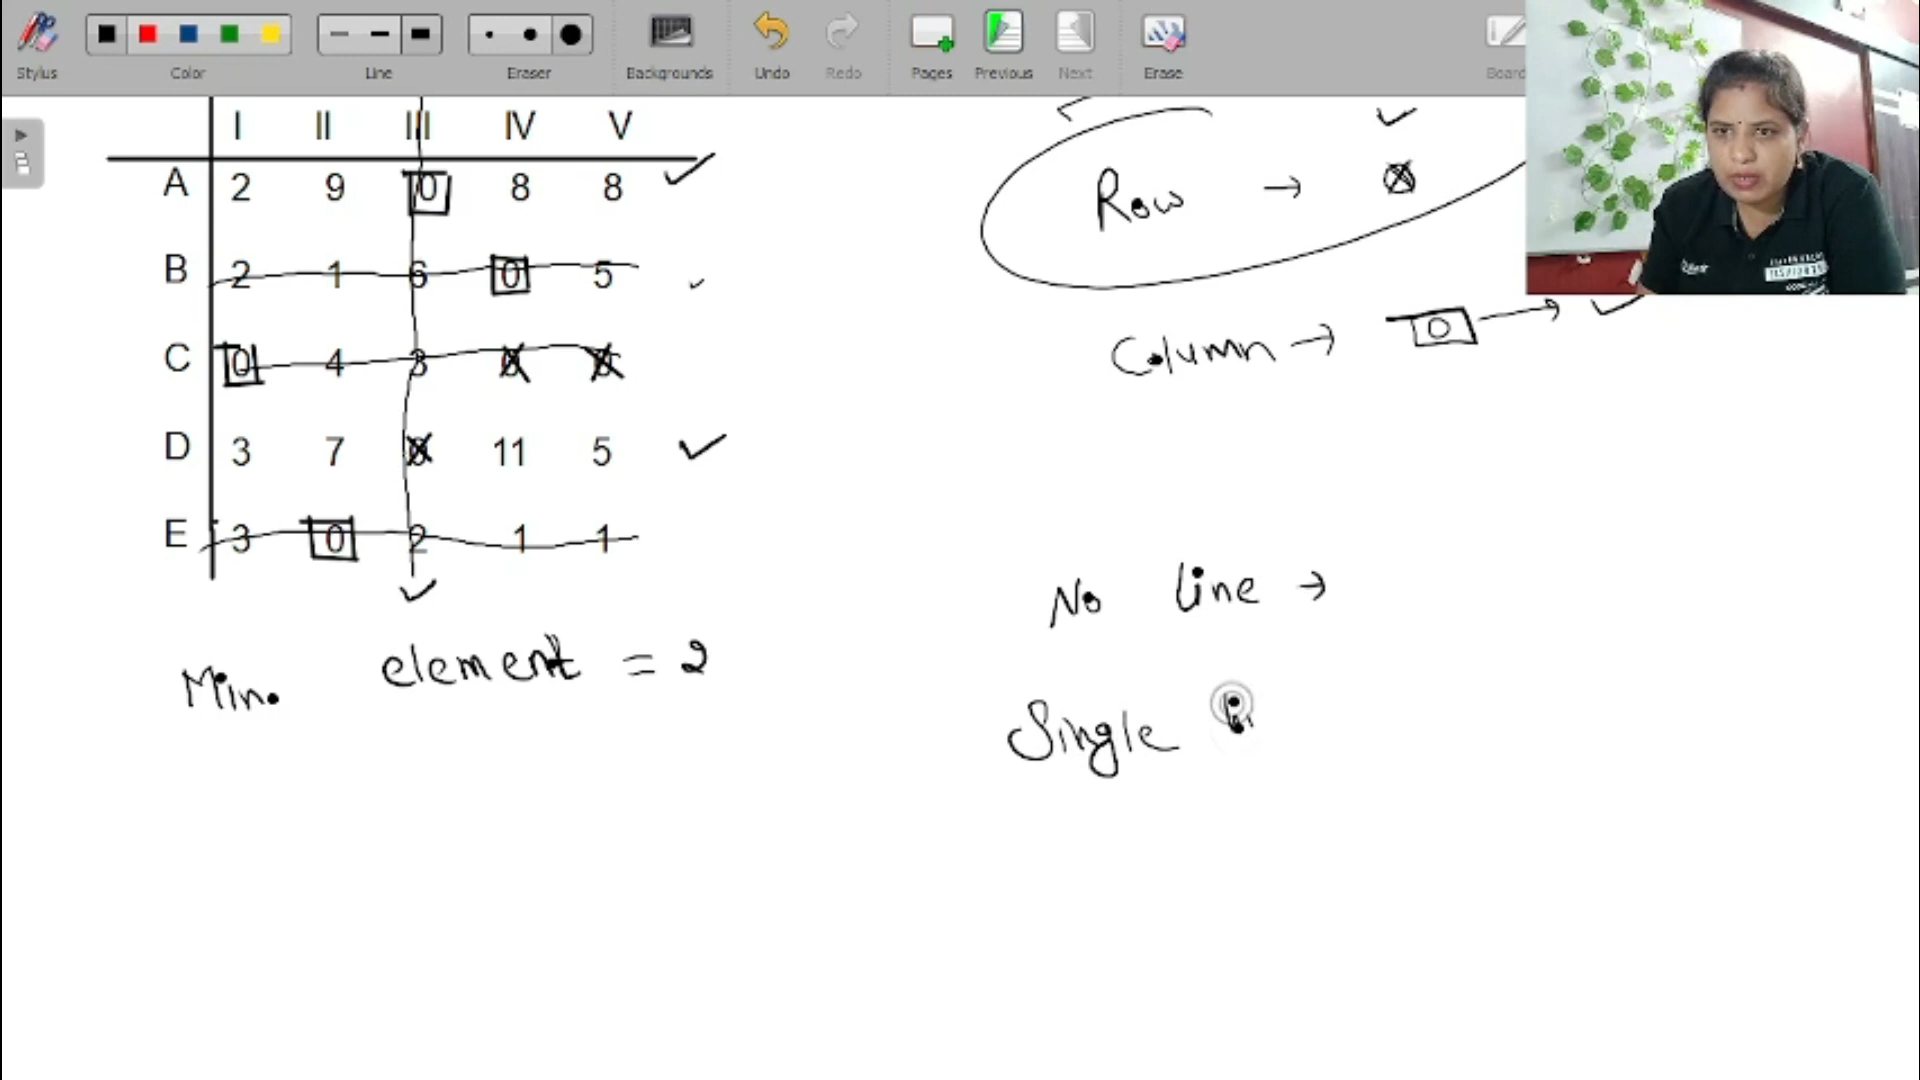 Stylus Color Line Eraser Backgrounds Undo Redo Pages Previous Next Erase Board
I II III IV V
A 2 9 0 8 8
B 2 1 6 0 5
C 0 4 3 0 0
D 3 7 0 11 5
E 3 0 2 1 1
Min. element = 2
Row →
Column → 0 →
No line →
Single